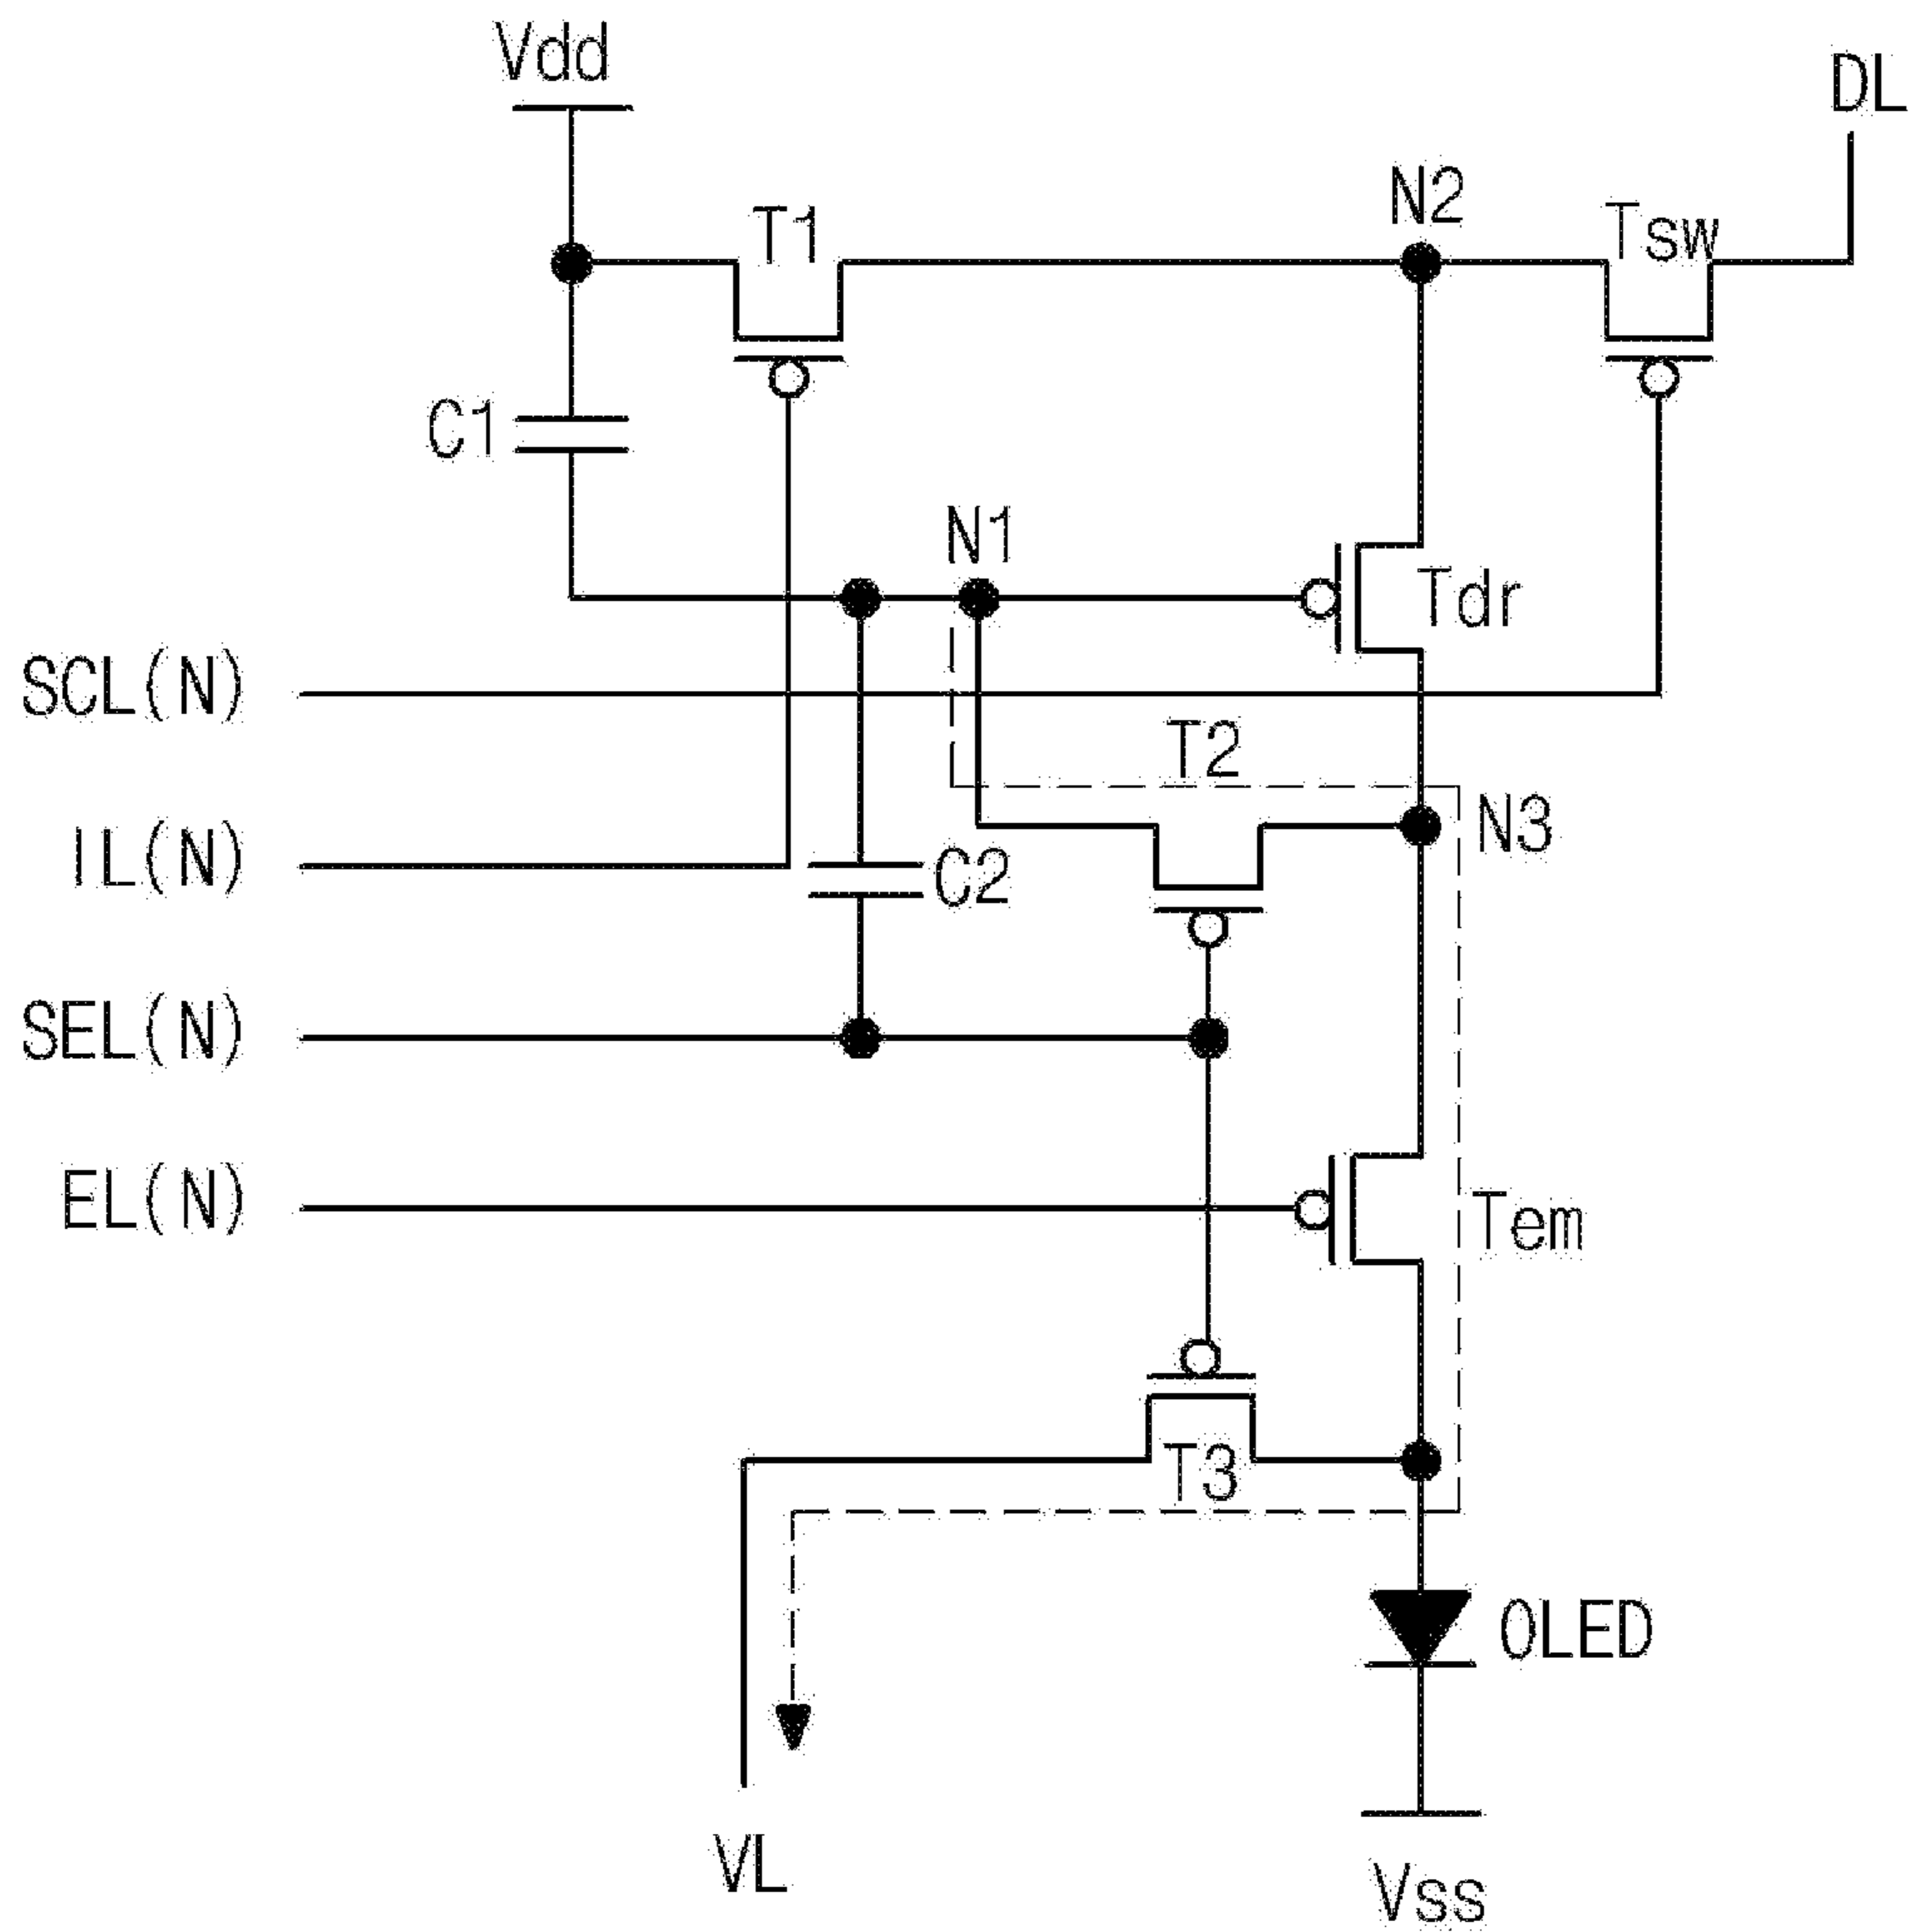 Vdd
DL
N2
T1
Tsw
C1
N1
Tdr
SCL(N)
T2
N3
IL(N)
C2
SEL(N)
EL(N)
Tem
T3
OLED
VL
Vss